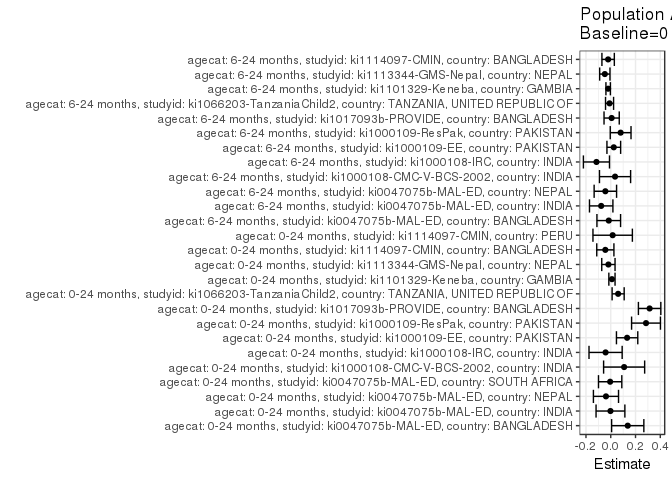 Population
Baseline=0
agecat: 6-24 months, studyid: ki1114097-CMIN, country: BANGLADESH
agecat: 6-24 months, studyid: ki1113344-GMS-Nepal, country: NEPAL
agecat: 6-24 months, studyid: ki1101329-Keneba, country: GAMBIA
agecat: 6-24 months, studyid: ki1066203-TanzaniaChild2, country: TANZANIA, UNITED REPUBLIC OF
agecat: 6-24 months, studyid: ki1017093b-PROVIDE, country: BANGLADESH
agecat: 6-24 months, studyid: ki1000109-ResPak, country: PAKISTAN
agecat: 6-24 months, studyid: ki1000109-EE, country: PAKISTAN
agecat: 6-24 months, studyid: ki1000108-IRC, country: INDIA
agecat: 6-24 months, studyid: ki1000108-CMC-V-BCS-2002, country: INDIA
agecat: 6-24 months, studyid: ki0047075b-MAL-ED, country: NEPAL
agecat: 6-24 months, studyid: ki0047075b-MAL-ED, country: INDIA
agecat: 6-24 months, studyid: ki0047075b-MAL-ED, country: BANGLADESH
agecat: 0-24 months, studyid: ki1114097-CMIN, country: PERU
agecat: 0-24 months, studyid: ki1114097-CMIN, country: BANGLADESH
agecat: 0-24 months, studyid: ki1113344-GMS-Nepal, country: NEPAL
agecat: 0-24 months, studyid: ki1101329-Keneba, country: GAMBIA
agecat: 0-24 months, studyid: ki1066203-TanzaniaChild2, country: TANZANIA, UNITED REPUBLIC OF
agecat: 0-24 months, studyid: ki1017093b-PROVIDE, country: BANGLADESH
agecat: 0-24 months, studyid: ki1000109-ResPak, country: PAKISTAN
agecat: 0-24 months, studyid: ki1000109-EE, country: PAKISTAN
agecat: 0-24 months, studyid: ki1000108-IRC, country: INDIA
agecat: 0-24 months, studyid: ki1000108-CMC-V-BCS-2002, country: INDIA
agecat: 0-24 months, studyid: ki0047075b-MAL-ED, country: SOUTH AFRICA
agecat: 0-24 months, studyid: ki0047075b-MAL-ED, country: NEPAL
agecat: 0-24 months, studyid: ki0047075b-MAL-ED, country: INDIA
agecat: 0-24 months, studyid: ki0047075b-MAL-ED, country: BANGLADESH
-0.2 0.0 0.2 0.4
Estimate